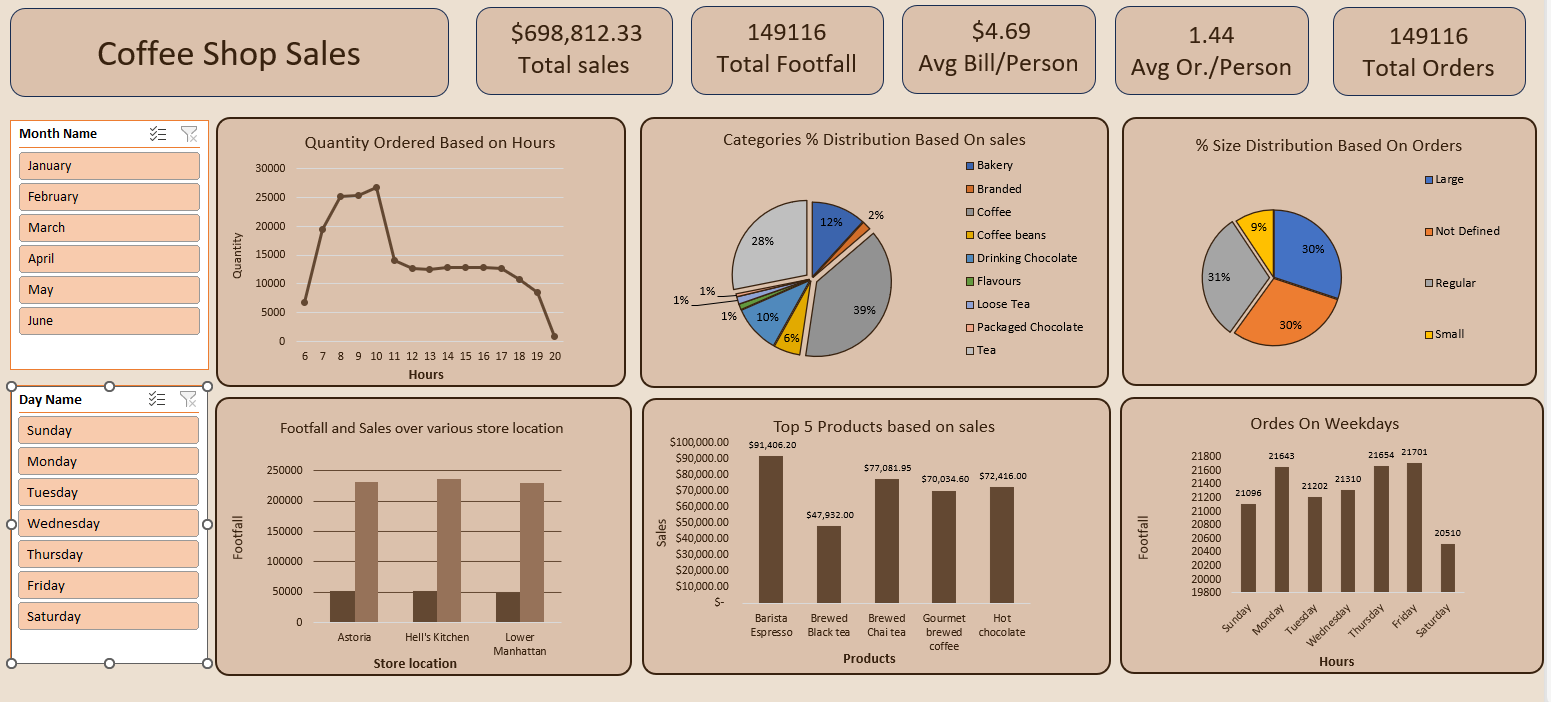 Coffee Shop Sales
$698,812.33
Total sales
149116
Total Footfall
$4.69
Avg Bill/Person
1.44
Avg Or./Person
149116
Total Orders
Month Name
January
February
March
April
May
June
Day Name
Sunday
Monday
Tuesday
Wednesday
Thursday
Friday
Saturday
Quantity Ordered Based on Hours
Quantity
30000
25000
20000
15000
10000
5000
0
6 7 8 9 10 11 12 13 14 15 16 17 18 19 20
Hours
Categories % Distribution Based On sales
12%
2%
39%
6%
10%
1%
1%
1%
28%
Bakery
Branded
Coffee
Coffee beans
Drinking Chocolate
Flavours
Loose Tea
Packaged Chocolate
Tea
% Size Distribution Based On Orders
30%
30%
31%
9%
Large
Not Defined
Regular
Small
Footfall and Sales over various store location
Footfall
250000
200000
150000
100000
50000
0
Astoria
Hell's Kitchen
Lower
Manhattan
Store location
Top 5 Products based on sales
Sales
$100,000.00
$90,000.00
$80,000.00
$70,000.00
$60,000.00
$50,000.00
$40,000.00
$30,000.00
$20,000.00
$10,000.00
$-
$91,406.20
$47,932.00
$77,081.95
$70,034.60
$72,416.00
Barista
Espresso
Brewed
Black tea
Brewed
Chai tea
Gourmet
brewed
coffee
Hot
chocolate
Products
Ordes On Weekdays
Footfall
21800
21600
21400
21200
21000
20800
20600
20400
20200
20000
19800
21096
21643
21202
21310
21654
21701
20510
Sunday
Monday
Tuesday
Wednesday
Thursday
Friday
Saturday
Hours